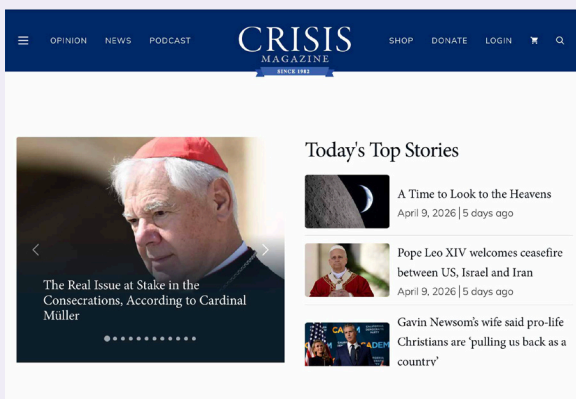 OPINION NEWS PODCAST
CRISIS
MAGAZINE
SINCE 1982
SHOP DONATE LOGIN
The Real Issue at Stake in the
Consecrations, According to Cardinal
Müller
Today's Top Stories
A Time to Look to the Heavens
April 9, 2026 | 5 days ago
Pope Leo XIV welcomes ceasefire
between US, Israel and Iran
April 9, 2026 | 5 days ago
Gavin Newsom's wife said pro-life
Christians are ‘pulling us back as a
country’